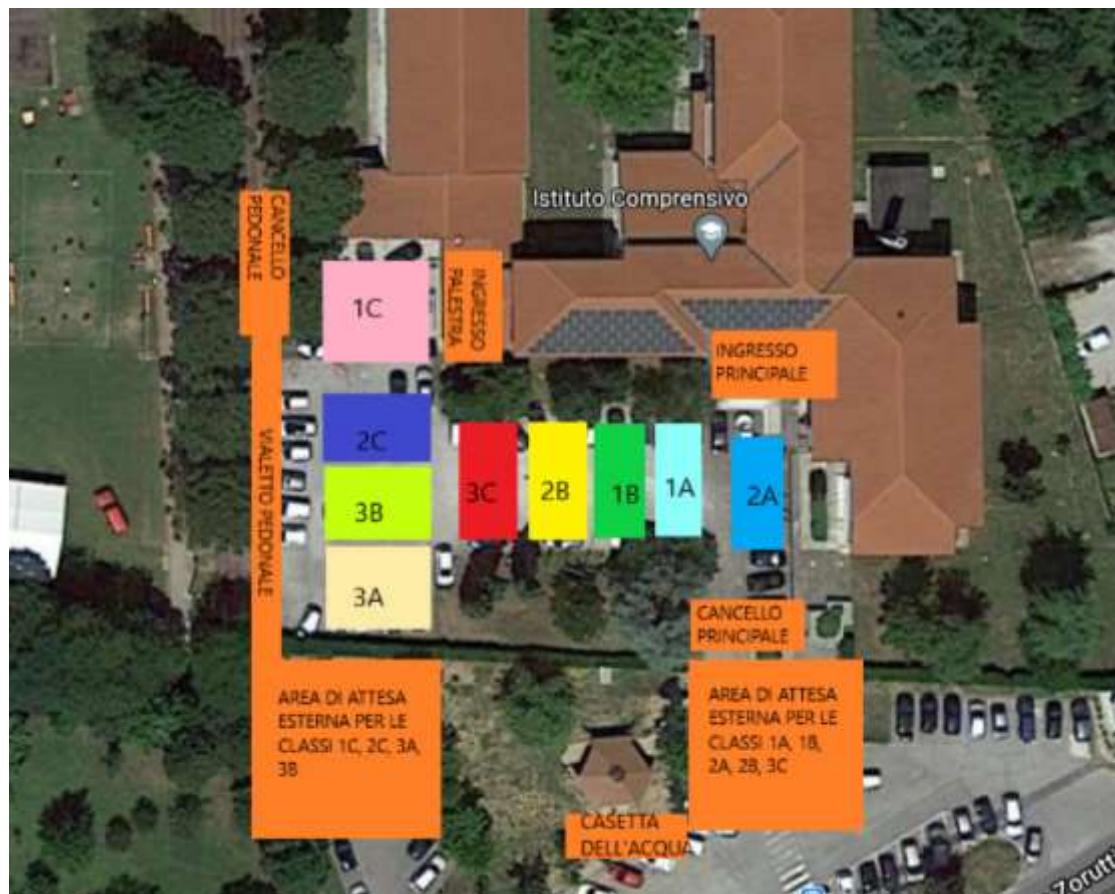 Istituto Comprensivo
CANCELLO
PEDONALE
INGRESSO
PALESTRA
1C
INGRESSO
PRINCIPALE
VIALETTO PEDONALE
2C
3B
3A
3C
2B
1B
1A
2A
CANCELLO
PRINCIPALE
AREA DI ATTESA
ESTERNA PER LE
CLASSI 1C, 2C, 3A,
3B
AREA DI ATTESA
ESTERNA PER LE
CLASSI 1A, 1B,
2A, 2B, 3C
CASETTA
DELL'ACQUA
Zorutti